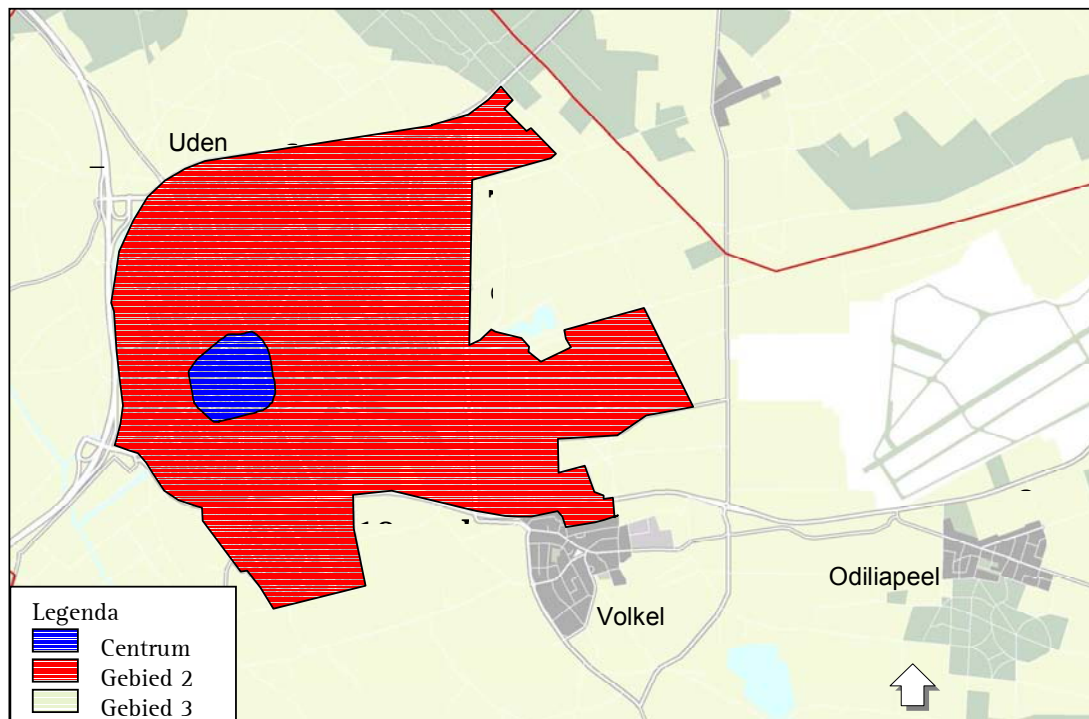 Uden
Odiliapeel
Volkel
Legenda
Centrum
Gebied 2
Gebied 3